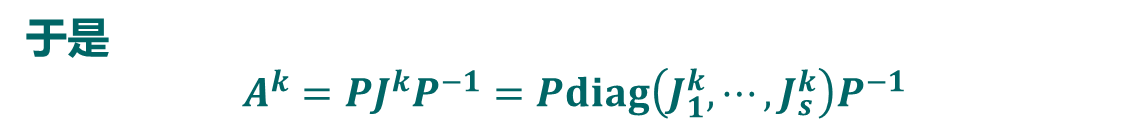 于是
A^k = PJ^kP^{-1} = Pdiag(J_1^k, ⋯, J_s^k)P^{-1}